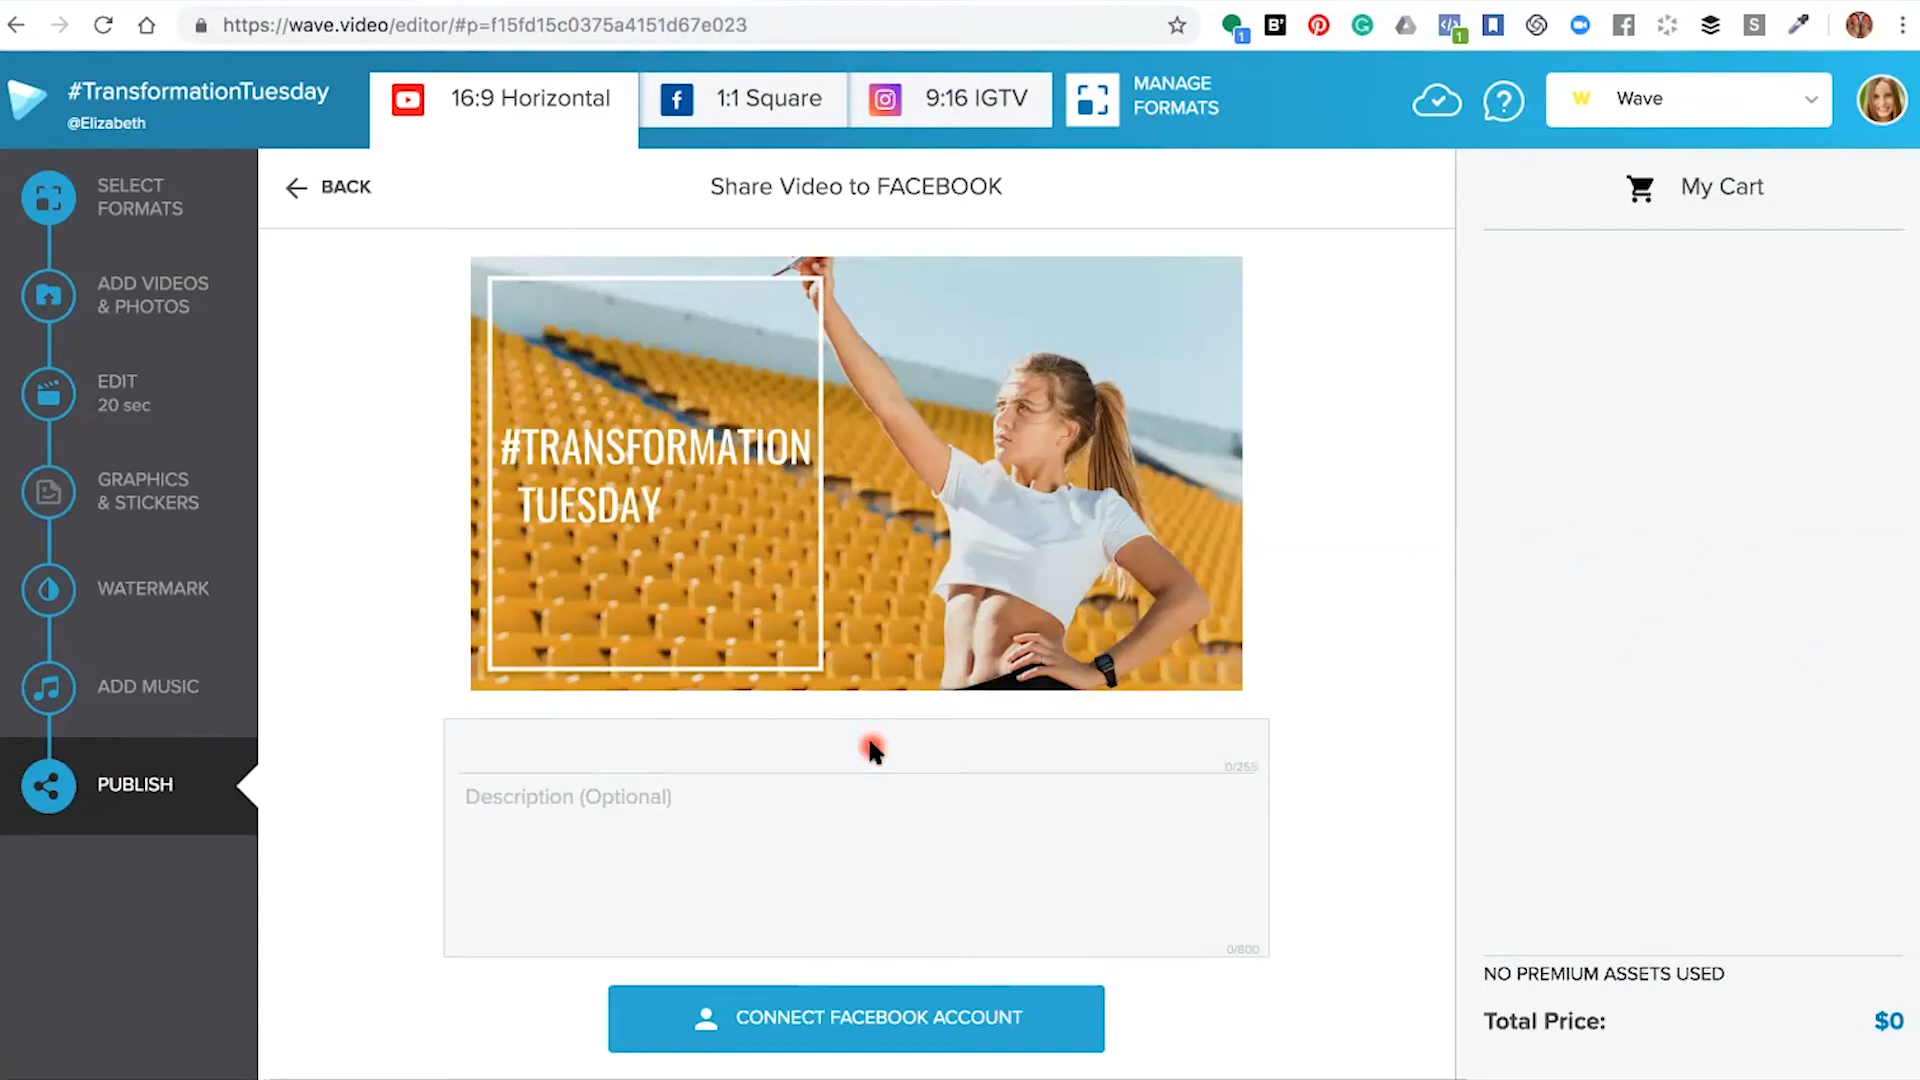 https://wave.video/editor/#p=f15fd15c0375a4151d67e023
1
B'
1
S
#TransformationTuesday
@Elizabeth
16:9 Horizontal
1:1 Square
9:16 IGTV
MANAGE
FORMATS
W Wave
SELECT
FORMATS
ADD VIDEOS
& PHOTOS
EDIT
20 sec
GRAPHICS
& STICKERS
WATERMARK
ADD MUSIC
PUBLISH
BACK
Share Video to FACEBOOK
#TRANSFORMATION
TUESDAY
0/255
Description (Optional)
0/800
CONNECT FACEBOOK ACCOUNT
My Cart
NO PREMIUM ASSETS USED
Total Price: $0